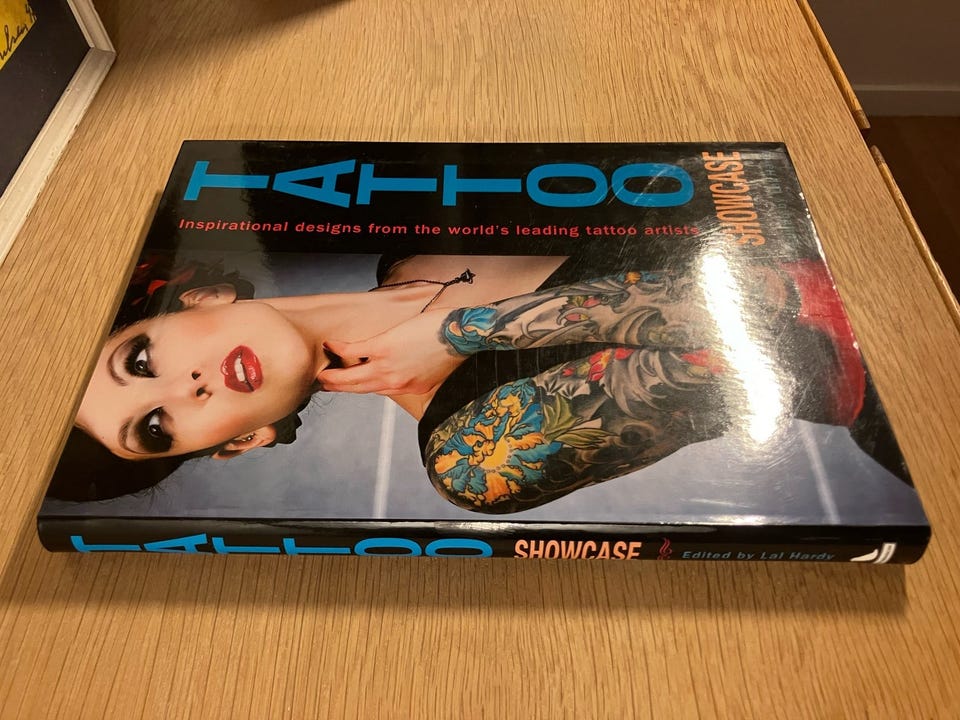 TATTOO
SHOWCASE
Inspirational designs from the world's leading tattoo artists
TATTOO SHOWCASE Edited by Lal Hardy